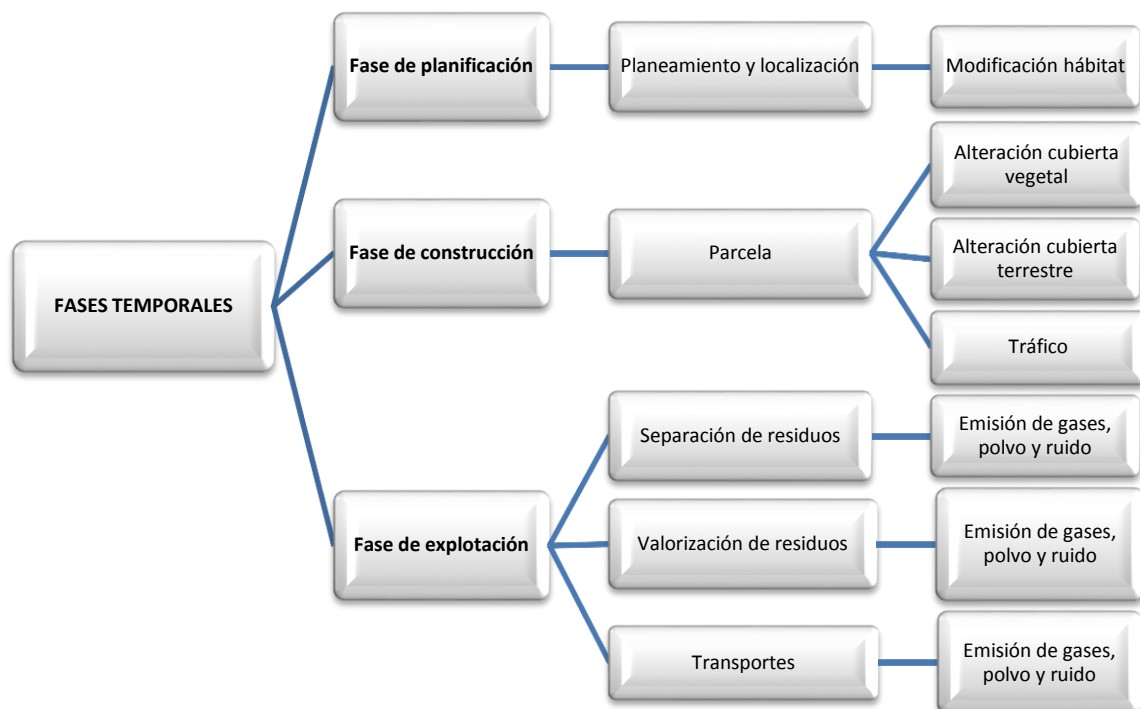 FASES TEMPORALES
Fase de planificación
Planeamiento y localización
Modificación hábitat
Fase de construcción
Parcela
Alteración cubierta
vegetal
Alteración cubierta
terrestre
Tráfico
Fase de explotación
Separación de residuos
Emisión de gases,
polvo y ruido
Valorización de residuos
Emisión de gases,
polvo y ruido
Transportes
Emisión de gases,
polvo y ruido